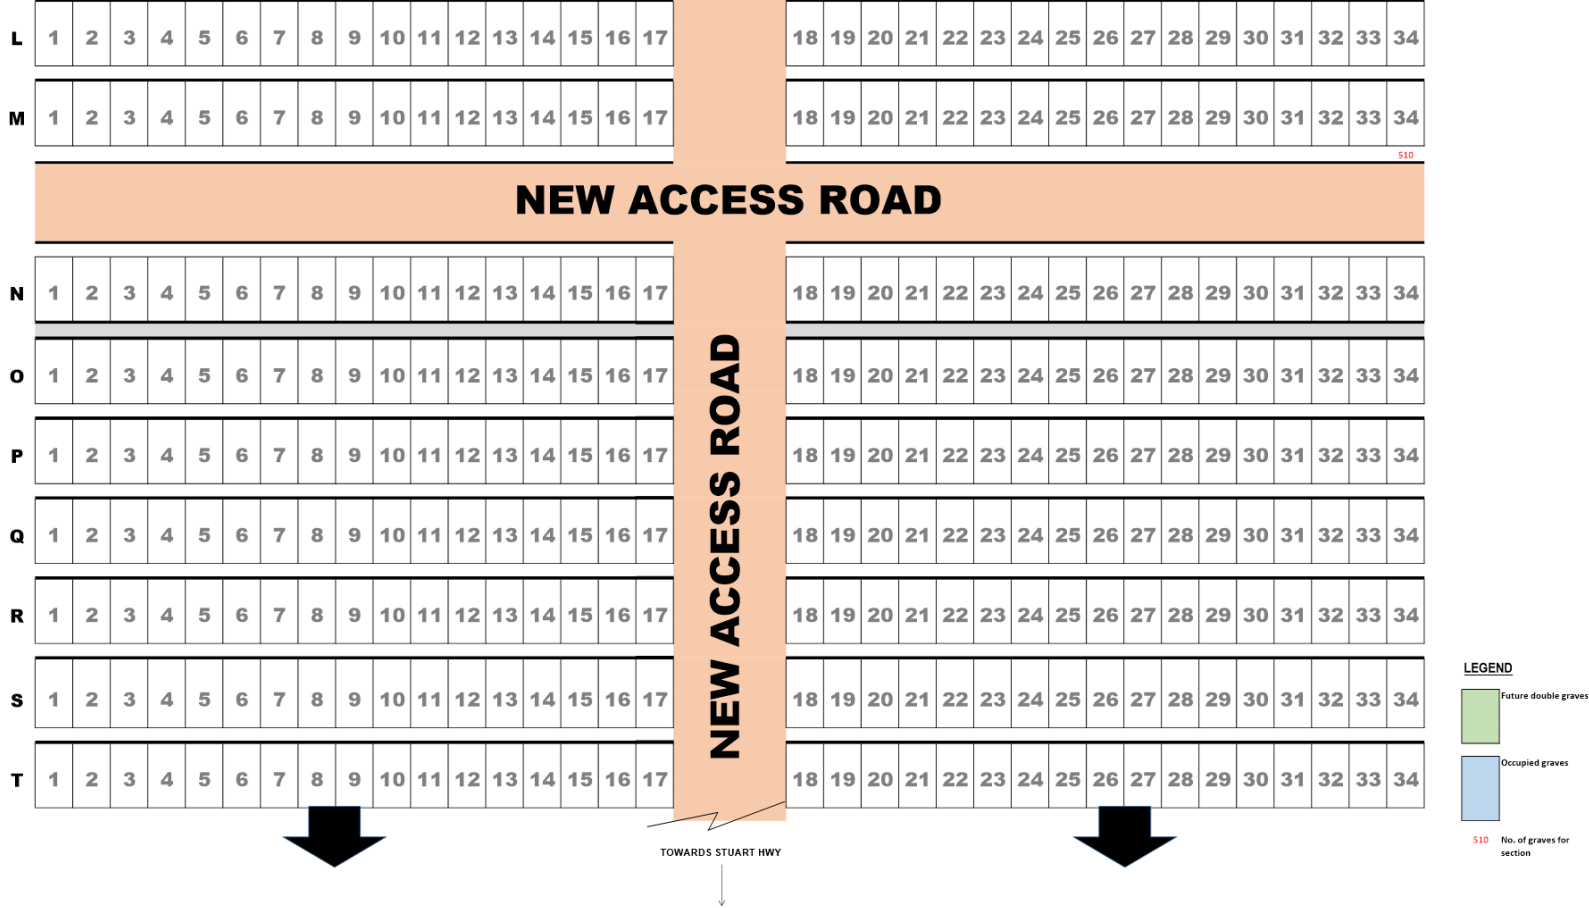 L 1 2 3 4 5 6 7 8 9 10 11 12 13 14 15 16 17 18 19 20 21 22 23 24 25 26 27 28 29 30 31 32 33 34
M 1 2 3 4 5 6 7 8 9 10 11 12 13 14 15 16 17 18 19 20 21 22 23 24 25 26 27 28 29 30 31 32 33 34
510
NEW ACCESS ROAD
N 1 2 3 4 5 6 7 8 9 10 11 12 13 14 15 16 17 18 19 20 21 22 23 24 25 26 27 28 29 30 31 32 33 34
O 1 2 3 4 5 6 7 8 9 10 11 12 13 14 15 16 17 18 19 20 21 22 23 24 25 26 27 28 29 30 31 32 33 34
P 1 2 3 4 5 6 7 8 9 10 11 12 13 14 15 16 17 18 19 20 21 22 23 24 25 26 27 28 29 30 31 32 33 34
Q 1 2 3 4 5 6 7 8 9 10 11 12 13 14 15 16 17 18 19 20 21 22 23 24 25 26 27 28 29 30 31 32 33 34
R 1 2 3 4 5 6 7 8 9 10 11 12 13 14 15 16 17 18 19 20 21 22 23 24 25 26 27 28 29 30 31 32 33 34
S 1 2 3 4 5 6 7 8 9 10 11 12 13 14 15 16 17 18 19 20 21 22 23 24 25 26 27 28 29 30 31 32 33 34
T 1 2 3 4 5 6 7 8 9 10 11 12 13 14 15 16 17 18 19 20 21 22 23 24 25 26 27 28 29 30 31 32 33 34
NEW ACCESS ROAD
TOWARDS STUART HWY
LEGEND
Future double graves
Occupied graves
510 No. of graves for
section